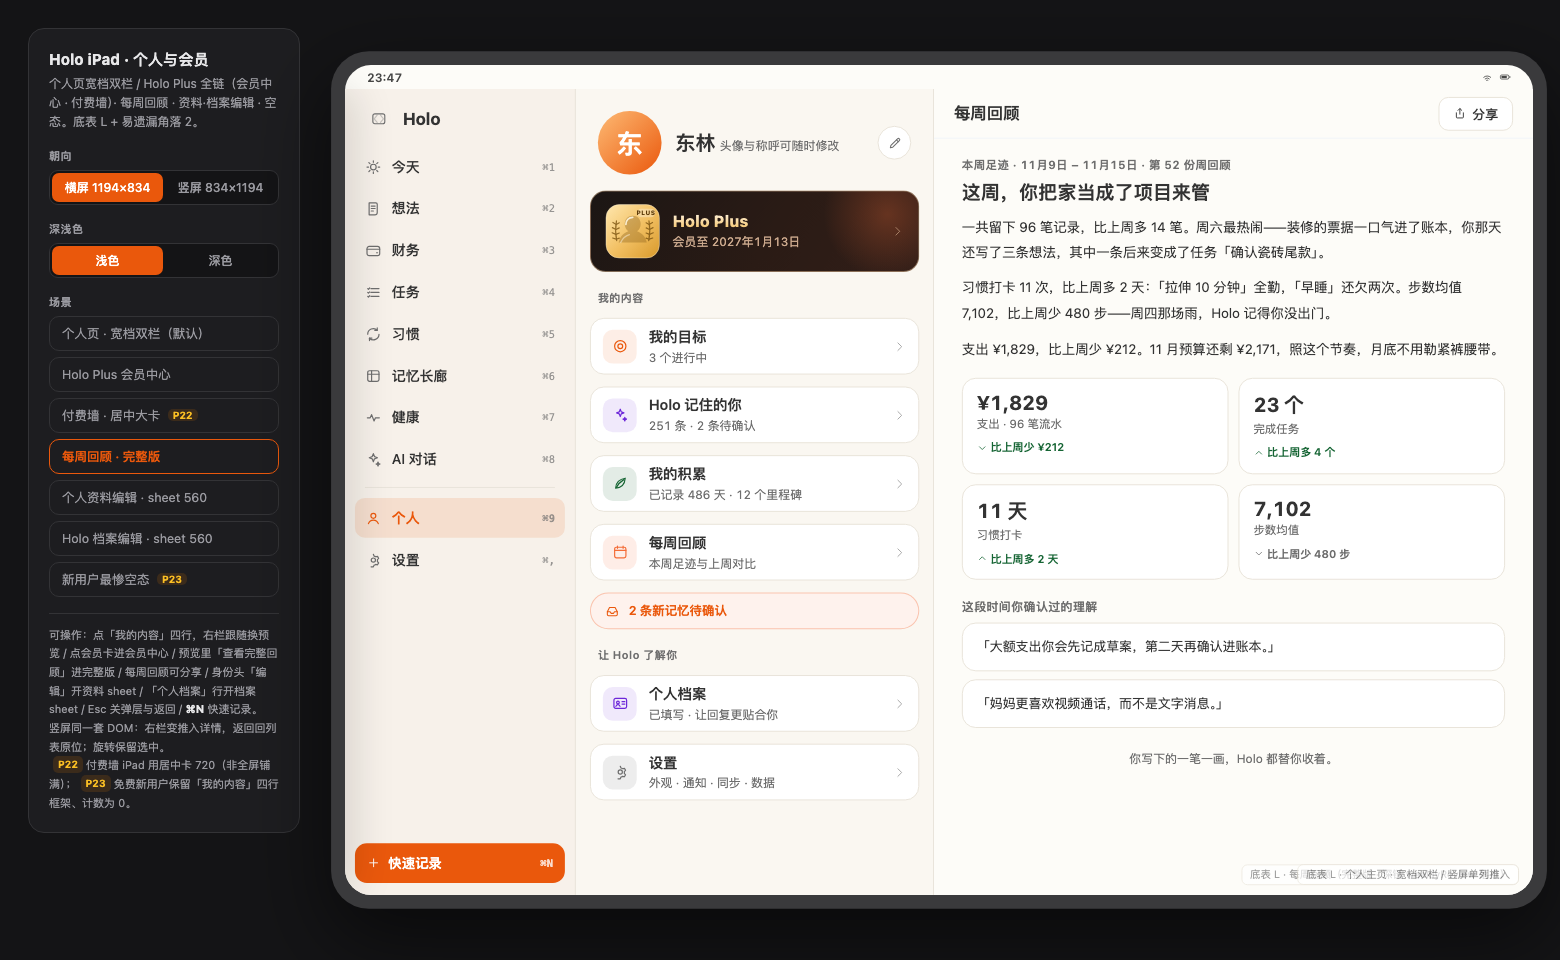 Holo iPad · 个人与会员
个人页宽档双栏 / Holo Plus 全链（会员中
心 · 付费墙）· 每周回顾 · 资料·档案编辑 · 空
态。底表 L + 易遗漏角落 2。
朝向
横屏 1194×834
竖屏 834×1194
深浅色
浅色
深色
场景
个人页 · 宽档双栏（默认）
Holo Plus 会员中心
付费墙 · 居中大卡 P22
每周回顾 · 完整版
个人资料编辑 · sheet 560
Holo 档案编辑 · sheet 560
新用户最惨空态 P23
可操作：点「我的内容」四行，右栏跟随换预
览 / 点会员卡进会员中心 / 预览里「查看完整回
顾」进完整版 / 每周回顾可分享 / 身份头「编
辑」开资料 sheet / 「个人档案」行开档案
sheet / Esc 关弹层与返回 / ⌘N 快速记录。
竖屏同一套 DOM：右栏变推入详情，返回回列
表原位；旋转保留选中。
P22 付费墙 iPad 用居中卡 720（非全屏铺
满）； P23 免费新用户保留「我的内容」四行
框架、计数为 0。
23:47
Holo
今天 ⌘1
想法 ⌘2
财务 ⌘3
任务 ⌘4
习惯 ⌘5
记忆长廊 ⌘6
健康 ⌘7
AI 对话 ⌘8
个人 ⌘9
设置 ⌘,
快速记录 ⌘N
东
东林 头像与称呼可随时修改
PLUS
Holo Plus
会员至 2027年1月13日
我的内容
我的目标
3 个进行中
Holo 记住的你
251 条 · 2 条待确认
我的积累
已记录 486 天 · 12 个里程碑
每周回顾
本周足迹与上周对比
2 条新记忆待确认
让 Holo 了解你
个人档案
已填写 · 让回复更贴合你
设置
外观 · 通知 · 同步 · 数据
每周回顾
分享
本周足迹 · 11月9日 – 11月15日 · 第 52 份周回顾
这周，你把家当成了项目来管
一共留下 96 笔记录，比上周多 14 笔。周六最热闹——装修的票据一口气进了账本，你那天
还写了三条想法，其中一条后来变成了任务「确认瓷砖尾款」。
习惯打卡 11 次，比上周多 2 天：「拉伸 10 分钟」全勤，「早睡」还欠两次。步数均值
7,102，比上周少 480 步——周四那场雨，Holo 记得你没出门。
支出 ¥1,829，比上周少 ¥212。11 月预算还剩 ¥2,171，照这个节奏，月底不用勒紧裤腰带。
¥1,829
支出 · 96 笔流水
比上周少 ¥212
23 个
完成任务
比上周多 4 个
11 天
习惯打卡
比上周多 2 天
7,102
步数均值
比上周少 480 步
这段时间你确认过的理解
「大额支出你会先记成草案，第二天再确认进账本。」
「妈妈更喜欢视频通话，而不是文字消息。」
你写下的一笔一画，Holo 都替你收着。
底表 L · 每
底表 L · 个人主页 · 宽档双栏 / 竖屏单列推入